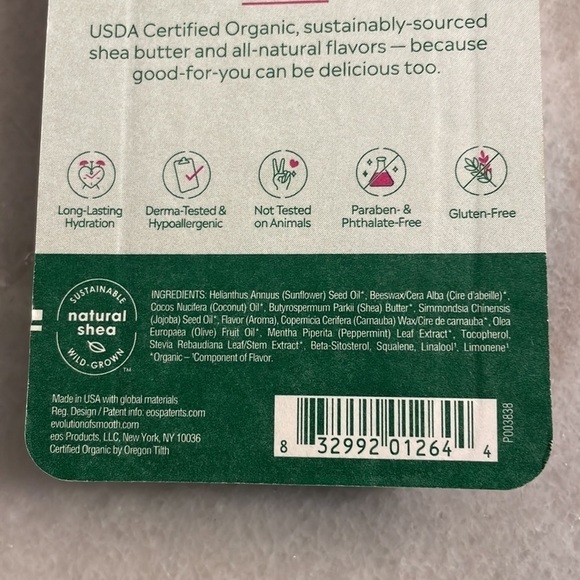 USDA Certified Organic, sustainably-sourced
shea butter and all-natural flavors — because
good-for-you can be delicious too.
Long-Lasting
Hydration
Derma-Tested &
Hypoallergenic
Not Tested
on Animals
Paraben- &
Phthalate-Free
Gluten-Free
SUSTAINABLE
natural
shea
WILD-GROWN
TM
INGREDIENTS: Helianthus Annuus (Sunflower) Seed Oil*, Beeswax/Cera Alba (Cire d'abeille)*,
Cocos Nucifera (Coconut) Oil*, Butyrospermum Parkii (Shea) Butter*, Simmondsia Chinensis
(Jojoba) Seed Oil*, Flavor (Aroma), Copernicia Cerifera (Carnauba) Wax/Cire de carnauba*, Olea
Europaea (Olive) Fruit Oil*, Mentha Piperita (Peppermint) Leaf Extract*, Tocopherol,
Stevia Rebaudiana Leaf/Stem Extract*, Beta-Sitosterol, Squalene, Linalool¹, Limonene¹
*Organic – ¹Component of Flavor.
Made in USA with global materials
Reg. Design / Patent info: eospatents.com
evolutionofsmooth.com
eos Products, LLC, New York, NY 10036
Certified Organic by Oregon Tilth
8 32992 01264 4
P003838